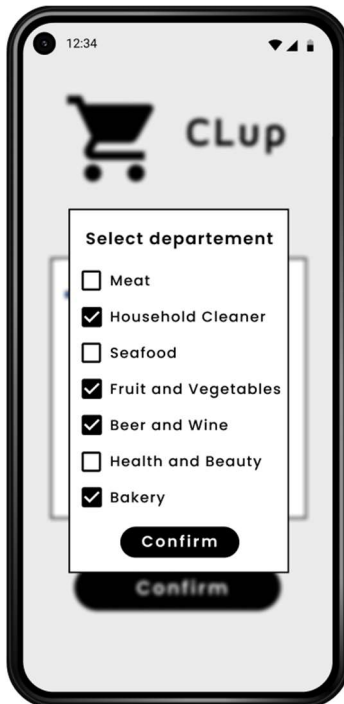 12:34
CLup
Select departement
Meat
Household Cleaner
Seafood
Fruit and Vegetables
Beer and Wine
Health and Beauty
Bakery
Confirm
Confirm